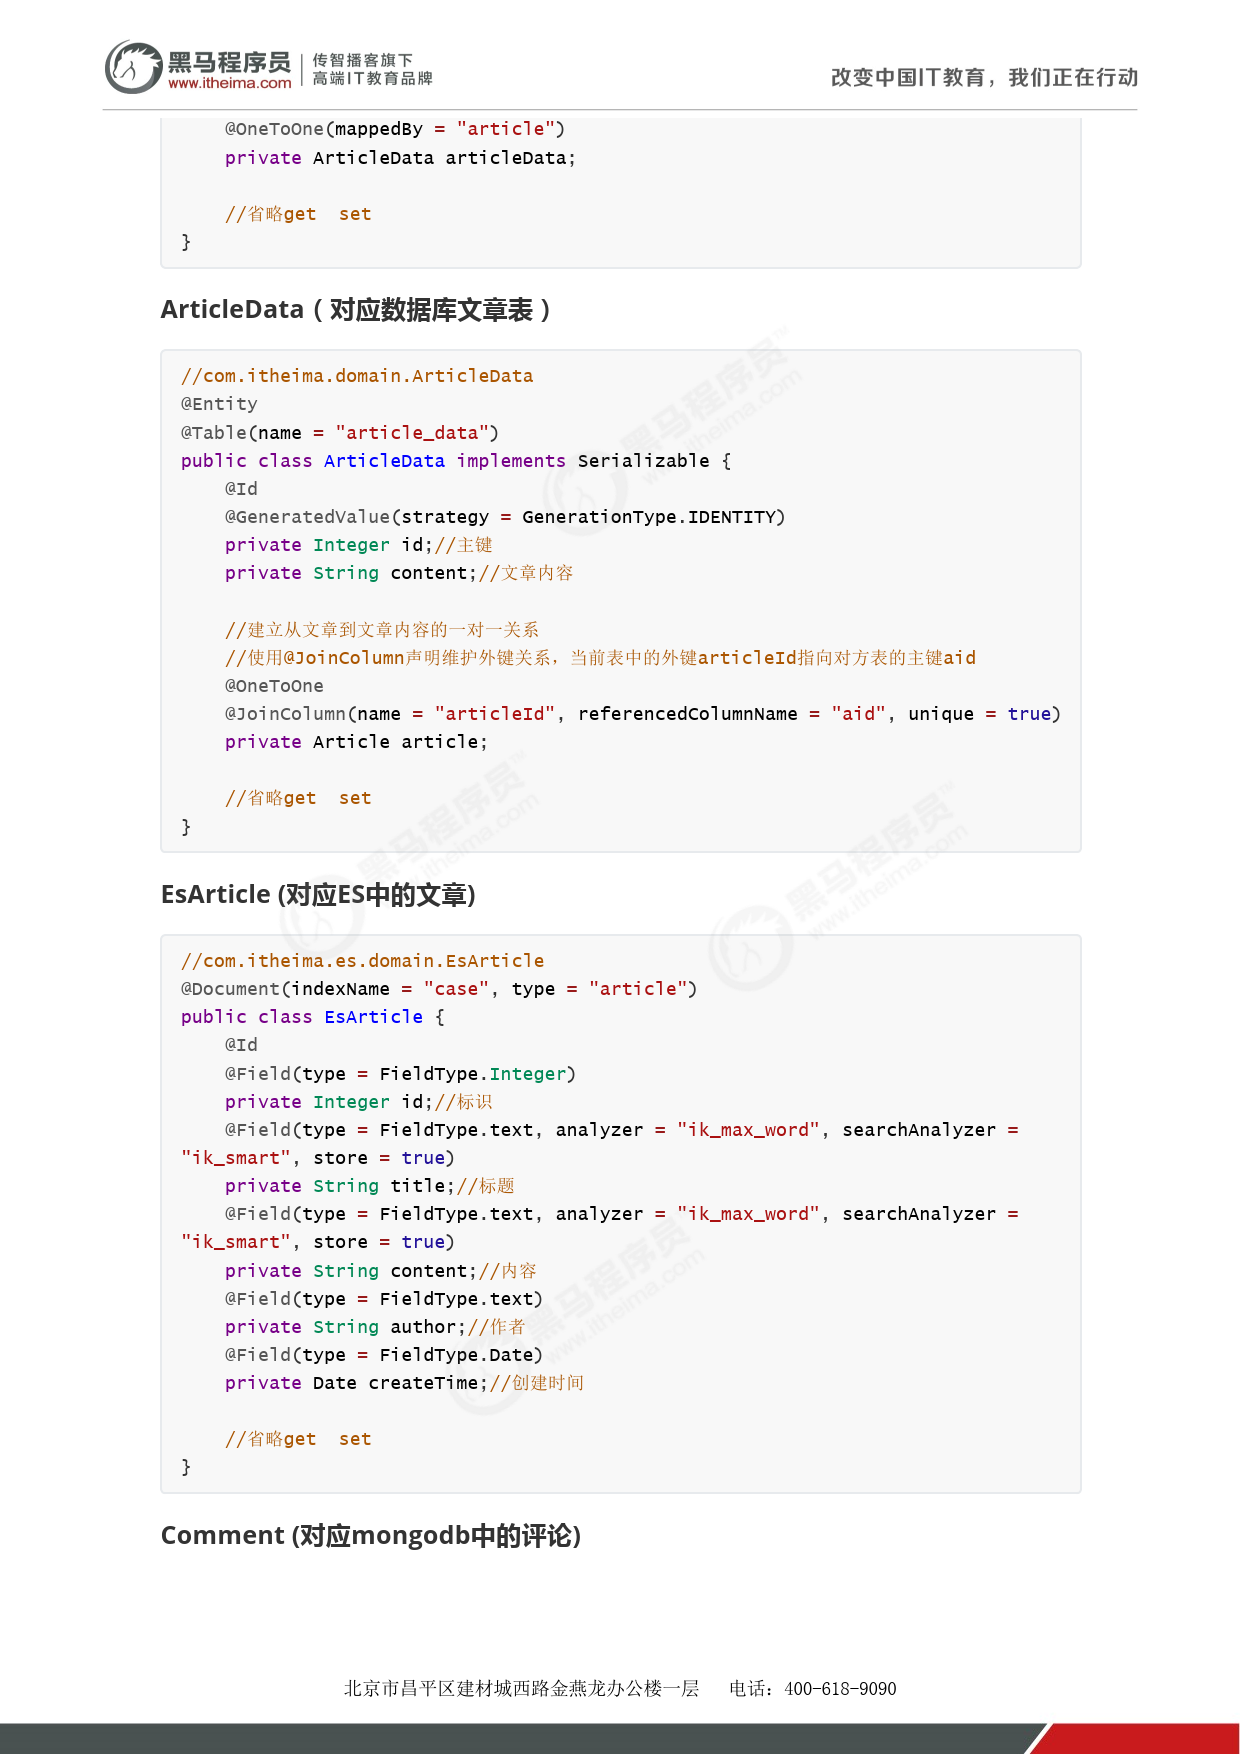 黑马程序员
www.itheima.com
传智播客旗下
高端IT教育品牌
改变中国IT教育，我们正在行动
@OneToOne(mappedBy = "article")
private ArticleData articleData;
//省略get  set
}
ArticleData（对应数据库文章表）
//com.itheima.domain.ArticleData
@Entity
@Table(name = "article_data")
public class ArticleData implements Serializable {
@Id
@GeneratedValue(strategy = GenerationType.IDENTITY)
private Integer id;//主键
private String content;//文章内容
//建立从文章到文章内容的一对一关系
//使用@JoinColumn声明维护外键关系，当前表中的外键articleId指向对方表的主键aid
@OneToOne
@JoinColumn(name = "articleId", referencedColumnName = "aid", unique = true)
private Article article;
//省略get  set
}
EsArticle (对应ES中的文章)
//com.itheima.es.domain.EsArticle
@Document(indexName = "case", type = "article")
public class EsArticle {
@Id
@Field(type = FieldType.Integer)
private Integer id;//标识
@Field(type = FieldType.text, analyzer = "ik_max_word", searchAnalyzer =
"ik_smart", store = true)
private String title;//标题
@Field(type = FieldType.text, analyzer = "ik_max_word", searchAnalyzer =
"ik_smart", store = true)
private String content;//内容
@Field(type = FieldType.text)
private String author;//作者
@Field(type = FieldType.Date)
private Date createTime;//创建时间
//省略get  set
}
Comment (对应mongodb中的评论)
北京市昌平区建材城西路金燕龙办公楼一层   电话：400-618-9090